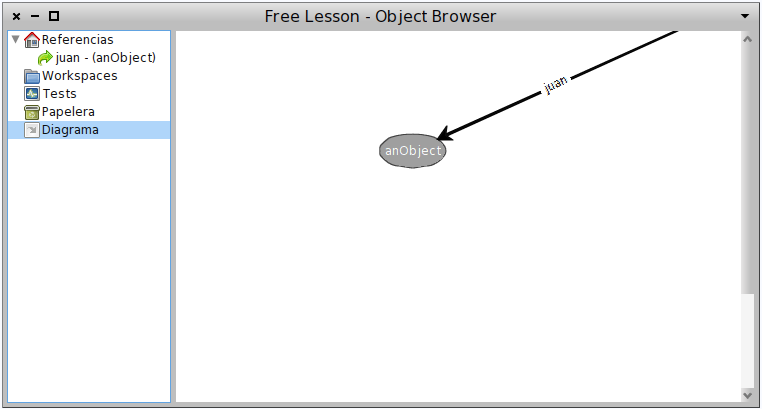 Free Lesson - Object Browser
Referencias
juan - (anObject)
Workspaces
Tests
Papelera
Diagrama
juan
anObject